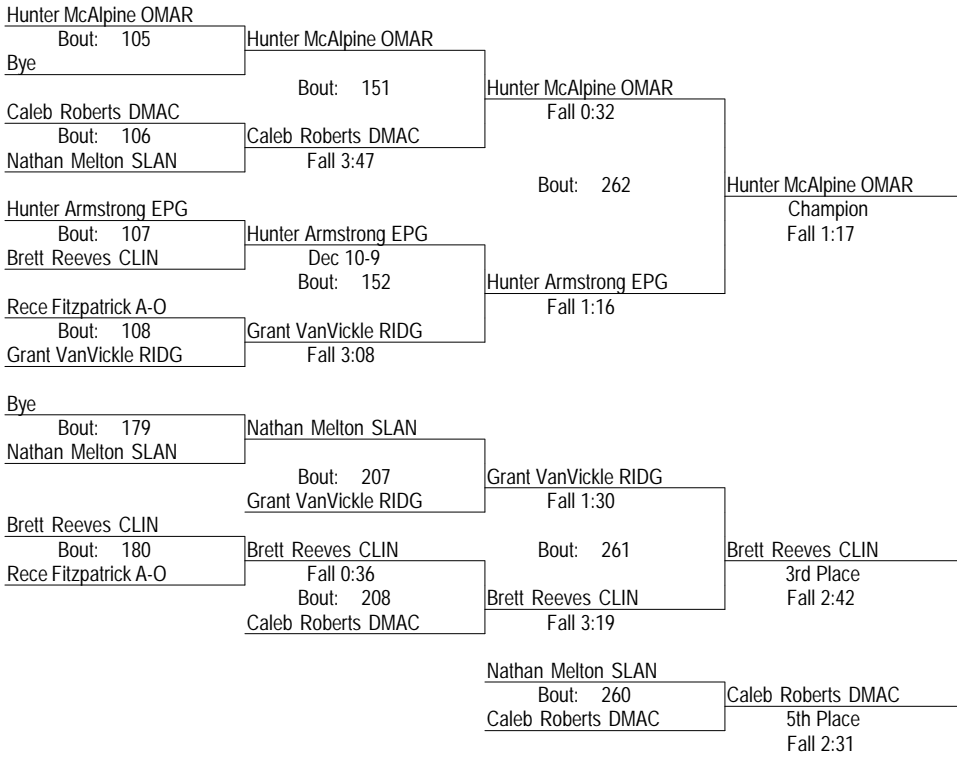 Hunter McAlpine OMAR
Bout: 105
Bye
Hunter McAlpine OMAR
Bout: 151
Caleb Roberts DMAC
Bout: 106
Nathan Melton SLAN
Caleb Roberts DMAC
Fall 3:47
Hunter McAlpine OMAR
Fall 0:32
Bout: 262
Hunter McAlpine OMAR
Champion
Fall 1:17
Hunter Armstrong EPG
Bout: 107
Brett Reeves CLIN
Hunter Armstrong EPG
Dec 10-9
Bout: 152
Hunter Armstrong EPG
Fall 1:16
Rece Fitzpatrick A-O
Bout: 108
Grant VanVickle RIDG
Grant VanVickle RIDG
Fall 3:08
Bye
Bout: 179
Nathan Melton SLAN
Nathan Melton SLAN
Bout: 207
Grant VanVickle RIDG
Grant VanVickle RIDG
Fall 1:30
Brett Reeves CLIN
Bout: 180
Rece Fitzpatrick A-O
Brett Reeves CLIN
Fall 0:36
Bout: 208
Caleb Roberts DMAC
Bout: 261
Brett Reeves CLIN
Fall 3:19
Brett Reeves CLIN
3rd Place
Fall 2:42
Nathan Melton SLAN
Bout: 260
Caleb Roberts DMAC
Caleb Roberts DMAC
5th Place
Fall 2:31